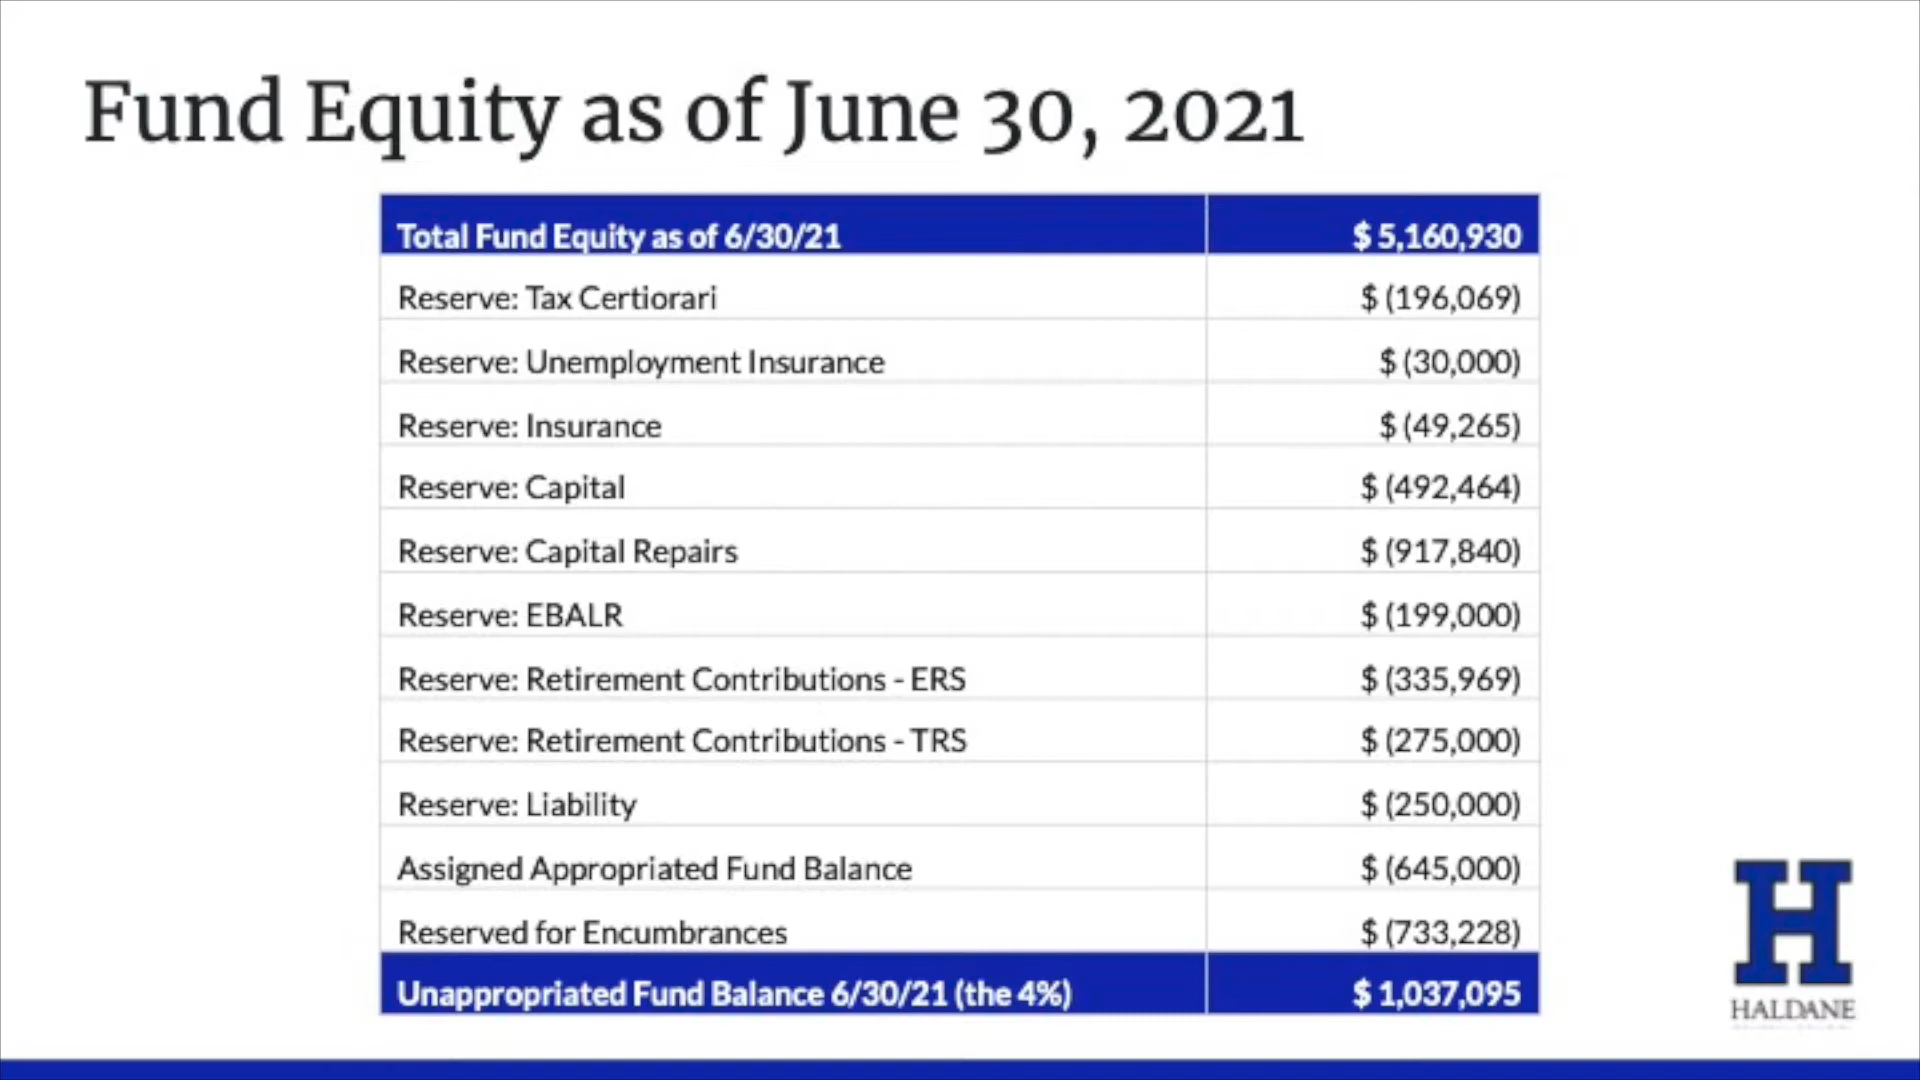 Fund Equity as of June 30, 2021
Total Fund Equity as of 6/30/21 $ 5,160,930
Reserve: Tax Certiorari $ (196,069)
Reserve: Unemployment Insurance $ (30,000)
Reserve: Insurance $ (49,265)
Reserve: Capital $ (492,464)
Reserve: Capital Repairs $ (917,840)
Reserve: EBALR $ (199,000)
Reserve: Retirement Contributions - ERS $ (335,969)
Reserve: Retirement Contributions - TRS $ (275,000)
Reserve: Liability $ (250,000)
Assigned Appropriated Fund Balance $ (645,000)
Reserved for Encumbrances $ (733,228)
Unappropriated Fund Balance 6/30/21 (the 4%) $ 1,037,095
H
HALDANE